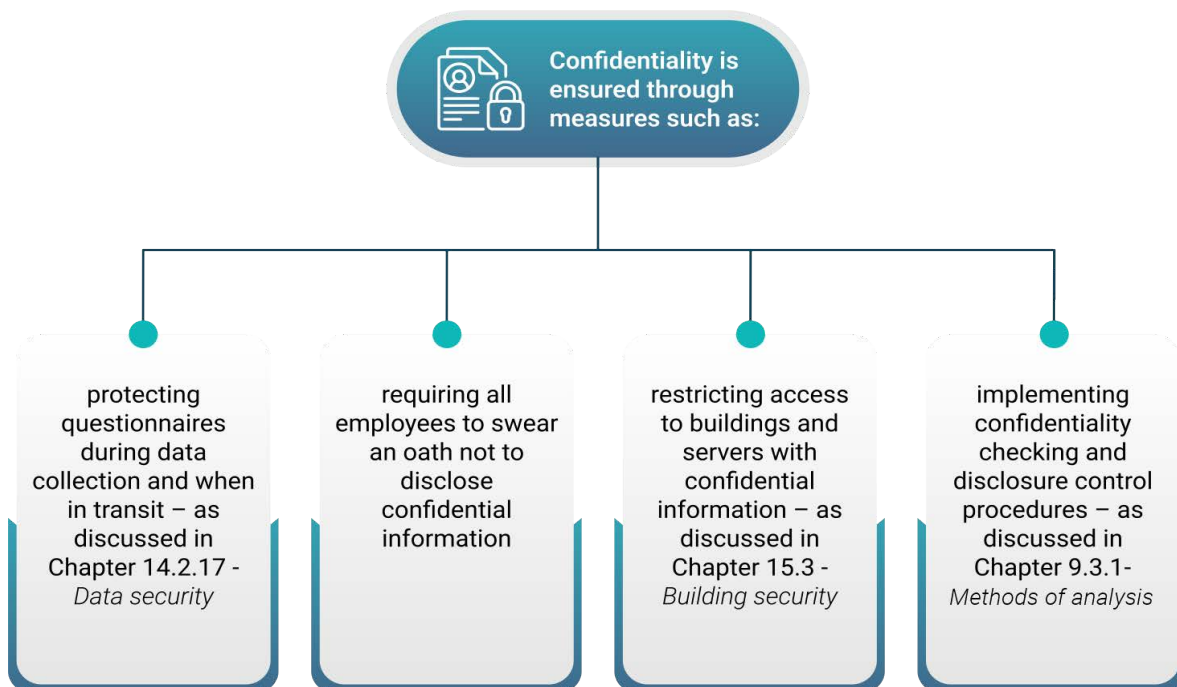 Confidentiality is
ensured through
measures such as:
protecting
questionnaires
during data
collection and when
in transit – as
discussed in
Chapter 14.2.17 -
Data security
requiring all
employees to swear
an oath not to
disclose
confidential
information
restricting access
to buildings and
servers with
confidential
information – as
discussed in
Chapter 15.3 -
Building security
implementing
confidentiality
checking and
disclosure control
procedures – as
discussed in
Chapter 9.3.1-
Methods of analysis